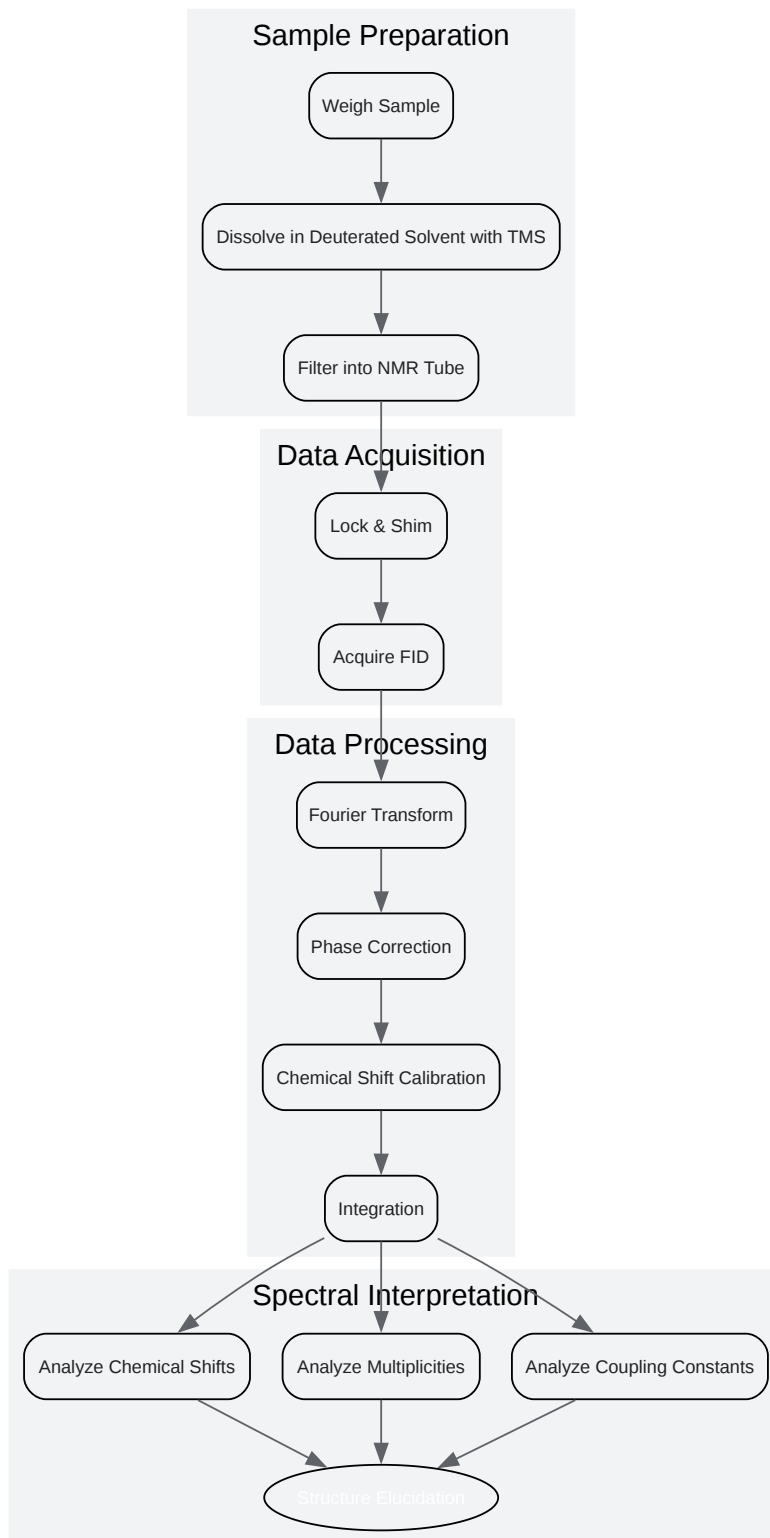 Sample Preparation
Weigh Sample
Dissolve in Deuterated Solvent with TMS
Filter into NMR Tube
Data Acquisition
Lock & Shim
Acquire FID
Data Processing
Fourier Transform
Phase Correction
Chemical Shift Calibration
Integration
Spectral Interpretation
Analyze Chemical Shifts
Analyze Multiplicities
Analyze Coupling Constants
Structure Elucidation